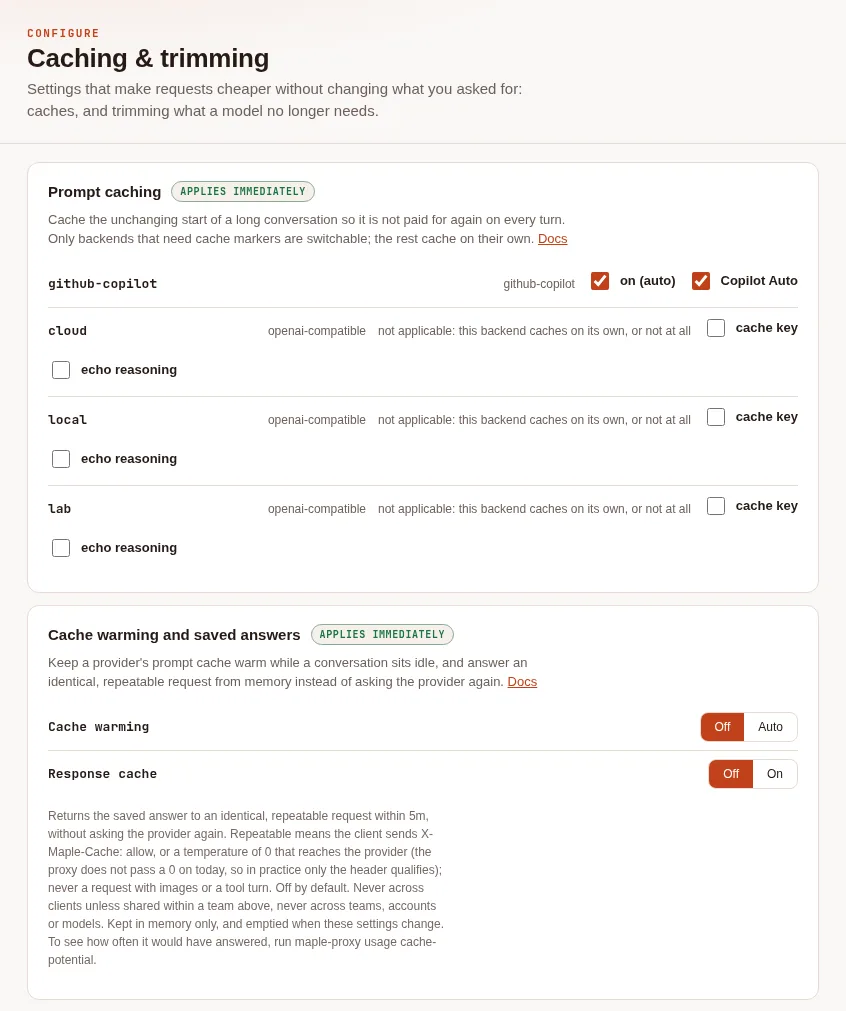 CONFIGURE
Caching & trimming
Settings that make requests cheaper without changing what you asked for:
caches, and trimming what a model no longer needs.
Prompt caching APPLIES IMMEDIATELY
Cache the unchanging start of a long conversation so it is not paid for again on every turn.
Only backends that need cache markers are switchable; the rest cache on their own. Docs
github-copilot github-copilot on (auto) Copilot Auto
cloud openai-compatible not applicable: this backend caches on its own, or not at all cache key
echo reasoning
local openai-compatible not applicable: this backend caches on its own, or not at all cache key
echo reasoning
lab openai-compatible not applicable: this backend caches on its own, or not at all cache key
echo reasoning
Cache warming and saved answers APPLIES IMMEDIATELY
Keep a provider's prompt cache warm while a conversation sits idle, and answer an
identical, repeatable request from memory instead of asking the provider again. Docs
Cache warming Off Auto
Response cache Off On
Returns the saved answer to an identical, repeatable request within 5m,
without asking the provider again. Repeatable means the client sends X-
Maple-Cache: allow, or a temperature of 0 that reaches the provider (the
proxy does not pass a 0 on today, so in practice only the header qualifies);
never a request with images or a tool turn. Off by default. Never across
clients unless shared within a team above, never across teams, accounts
or models. Kept in memory only, and emptied when these settings change.
To see how often it would have answered, run maple-proxy usage cache-
potential.